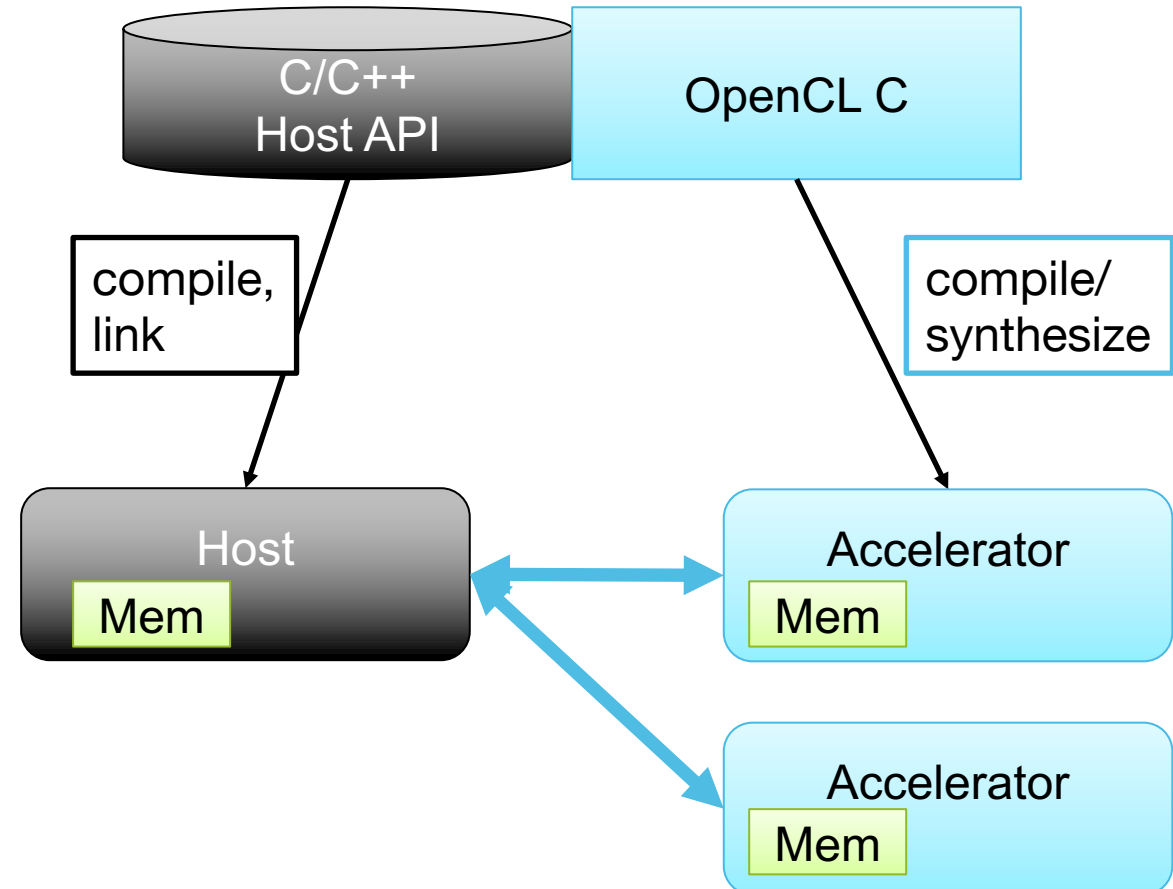 C/C++
Host API
OpenCL C
compile,
link
compile/
synthesize
Host
Mem
Accelerator
Mem
Accelerator
Mem